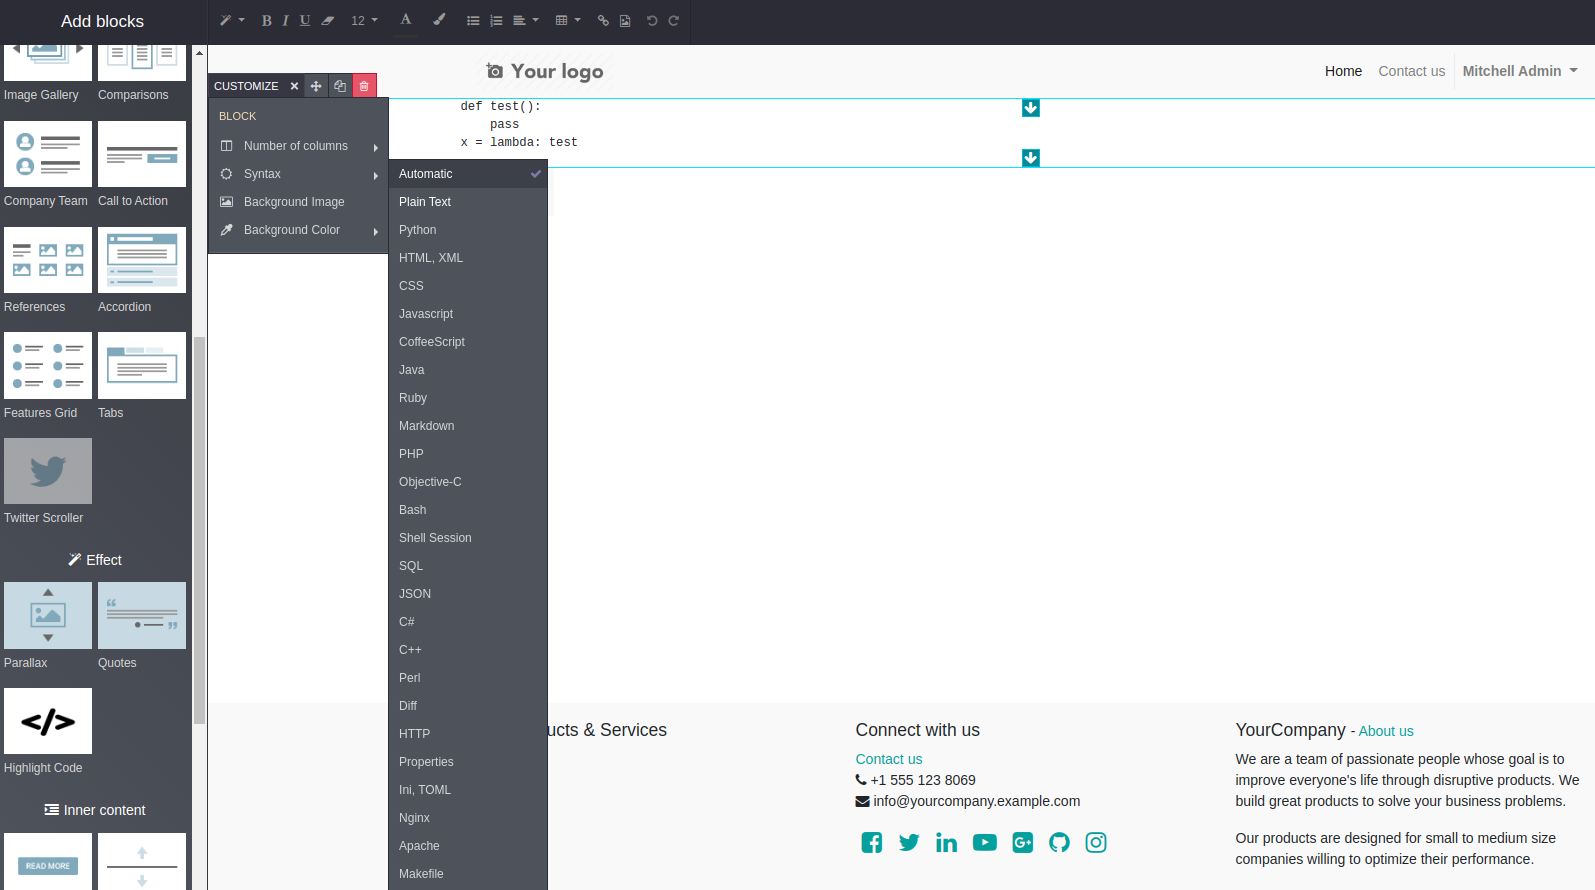 Add blocks
B I U 12 A
Image Gallery Comparisons
Company Team Call to Action
References Accordion
Features Grid Tabs
Twitter Scroller
Effect
Parallax Quotes
Highlight Code
Inner content
READ MORE
Your logo
Home Contact us Mitchell Admin
CUSTOMIZE
BLOCK
Number of columns
Syntax
Background Image
Background Color
def test():
    pass
x = lambda: test
Automatic
Plain Text
Python
HTML, XML
CSS
Javascript
CoffeeScript
Java
Ruby
Markdown
PHP
Objective-C
Bash
Shell Session
SQL
JSON
C#
C++
Perl
Diff
HTTP
Properties
Ini, TOML
Nginx
Apache
Makefile
ucts & Services
Connect with us
Contact us
+1 555 123 8069
info@yourcompany.example.com
YourCompany - About us
We are a team of passionate people whose goal is to
improve everyone's life through disruptive products. We
build great products to solve your business problems.
Our products are designed for small to medium size
companies willing to optimize their performance.